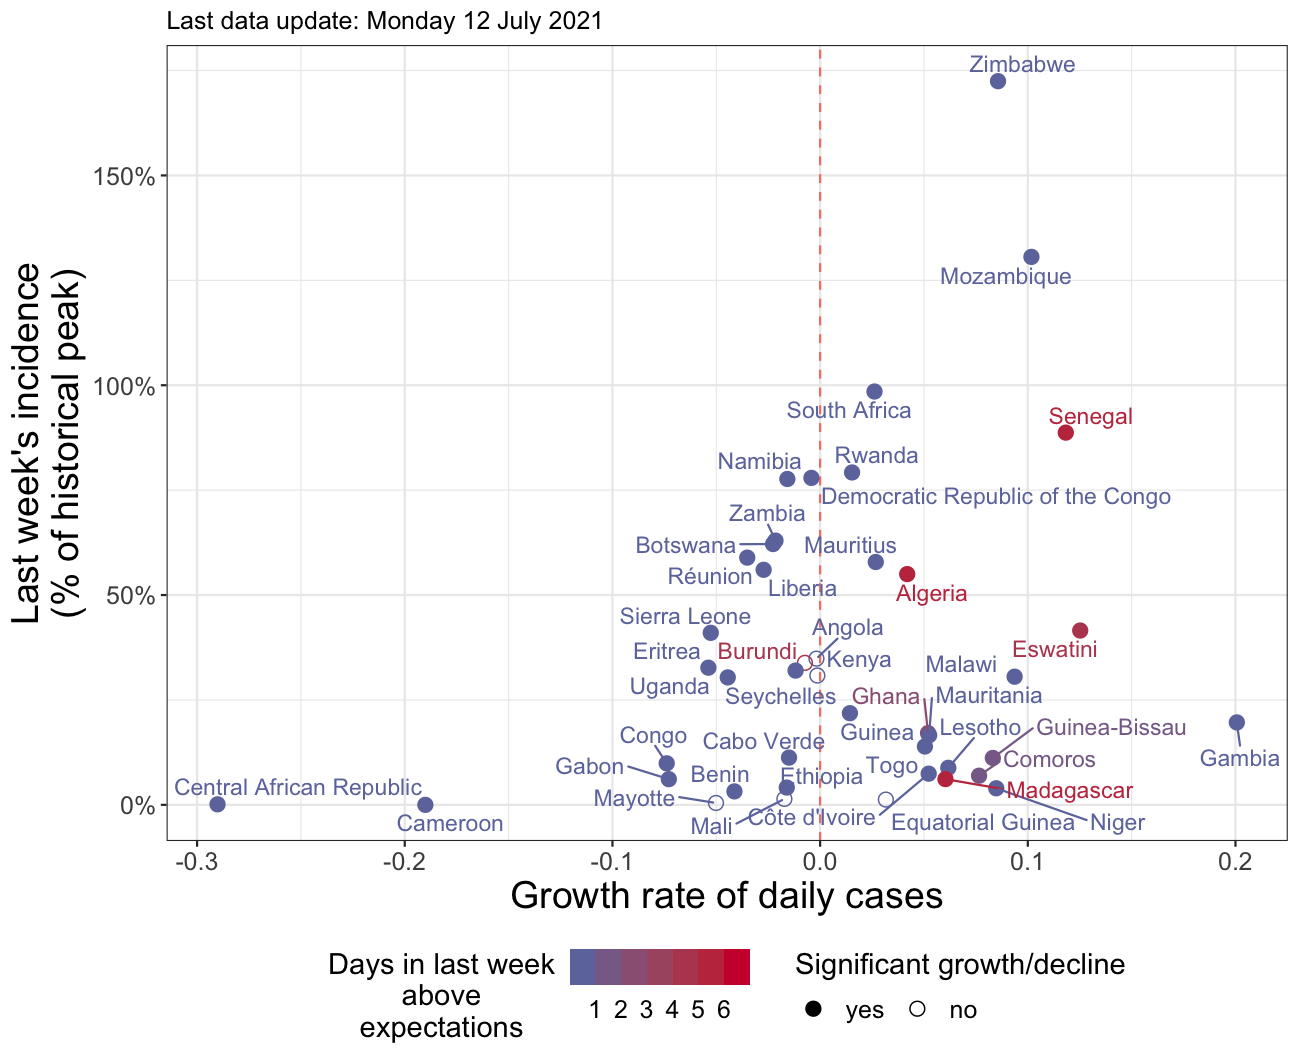 Last data update: Monday 12 July 2021
Last week's incidence
(% of historical peak)
150%
100%
50%
0%
Zimbabwe
Mozambique
South Africa
Senegal
Namibia
Rwanda
Democratic Republic of the Congo
Zambia
Botswana
Mauritius
Réunion
Liberia
Algeria
Sierra Leone
Angola
Eritrea
Burundi
Kenya
Eswatini
Malawi
Uganda
Seychelles
Ghana
Mauritania
Congo
Cabo Verde
Guinea
Lesotho
Guinea-Bissau
Gabon
Benin
Ethiopia
Togo
Comoros
Gambia
Central African Republic
Mayotte
Madagascar
Cameroon
Mali
Côte d'Ivoire
Equatorial Guinea
Niger
-0.3 -0.2 -0.1 0.0 0.1 0.2
Growth rate of daily cases
Days in last week
above
expectations
1 2 3 4 5 6
Significant growth/decline
yes no